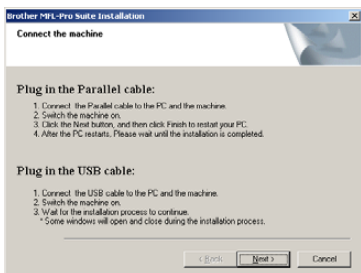 Brother MFL-Pro Suite Installation
Connect the machine
Plug in the Parallel cable:
1. Connect the Parallel cable to the PC and the machine.
2. Switch the machine on.
3. Click the Next button, and then click Finish to restart your PC.
4. After the PC restarts. Please wait until the installation is completed.
Plug in the USB cable:
1. Connect the USB cable to the PC and the machine.
2. Switch the machine on.
3. Wait for the installation process to continue.
* Some windows will open and close during the installation process.
< Back Next > Cancel